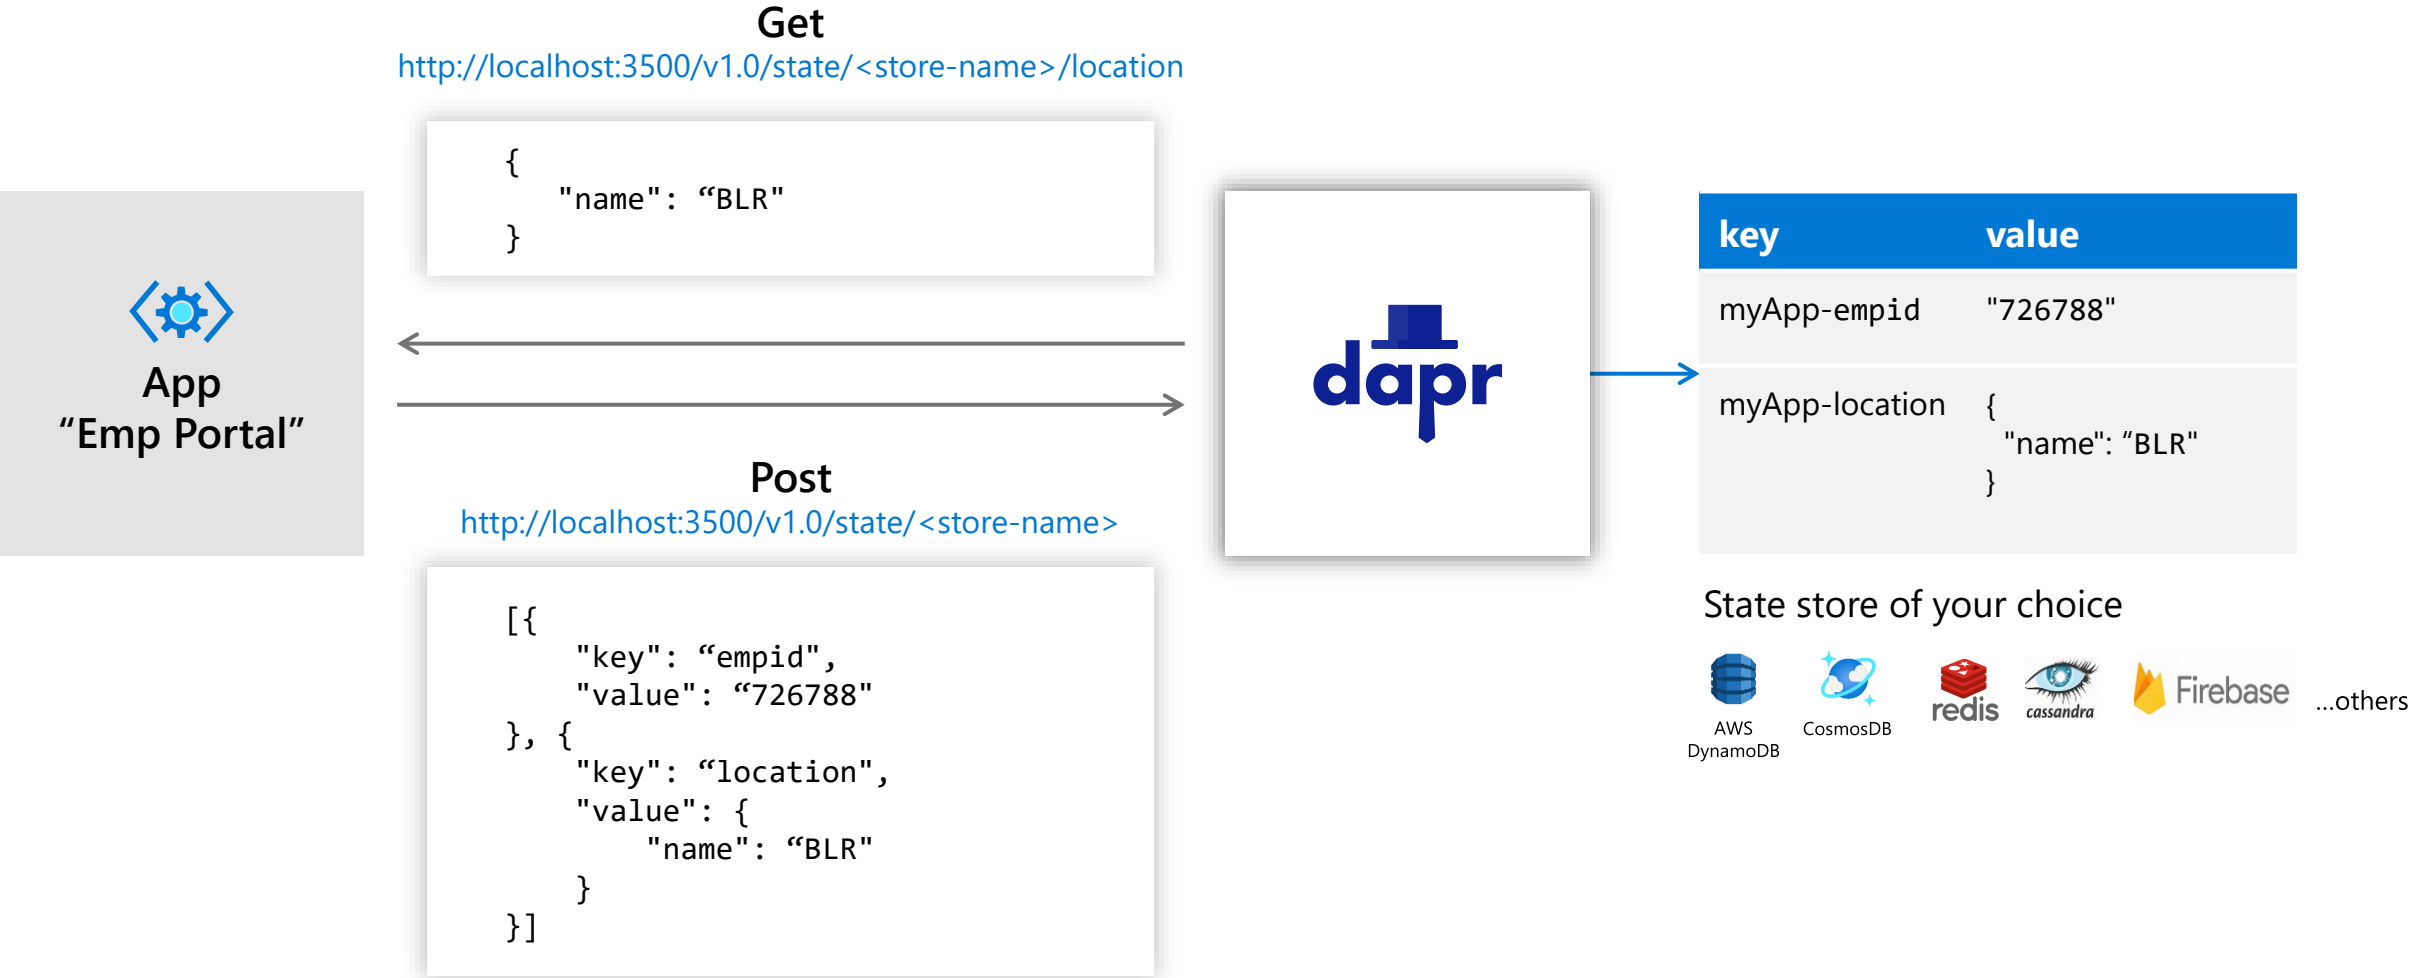 Get
http://localhost:3500/v1.0/state/<store-name>/location
{
"name": “BLR"
}
App
“Emp Portal”
dapr
Post
http://localhost:3500/v1.0/state/<store-name>
[{
"key": “empid",
"value": “726788"
}, {
"key": “location",
"value": {
"name": “BLR"
}
}]
key value
myApp-empid "726788"
myApp-location {
"name": “BLR"
}
State store of your choice
AWS
DynamoDB
CosmosDB
redis
cassandra
Firebase
...others